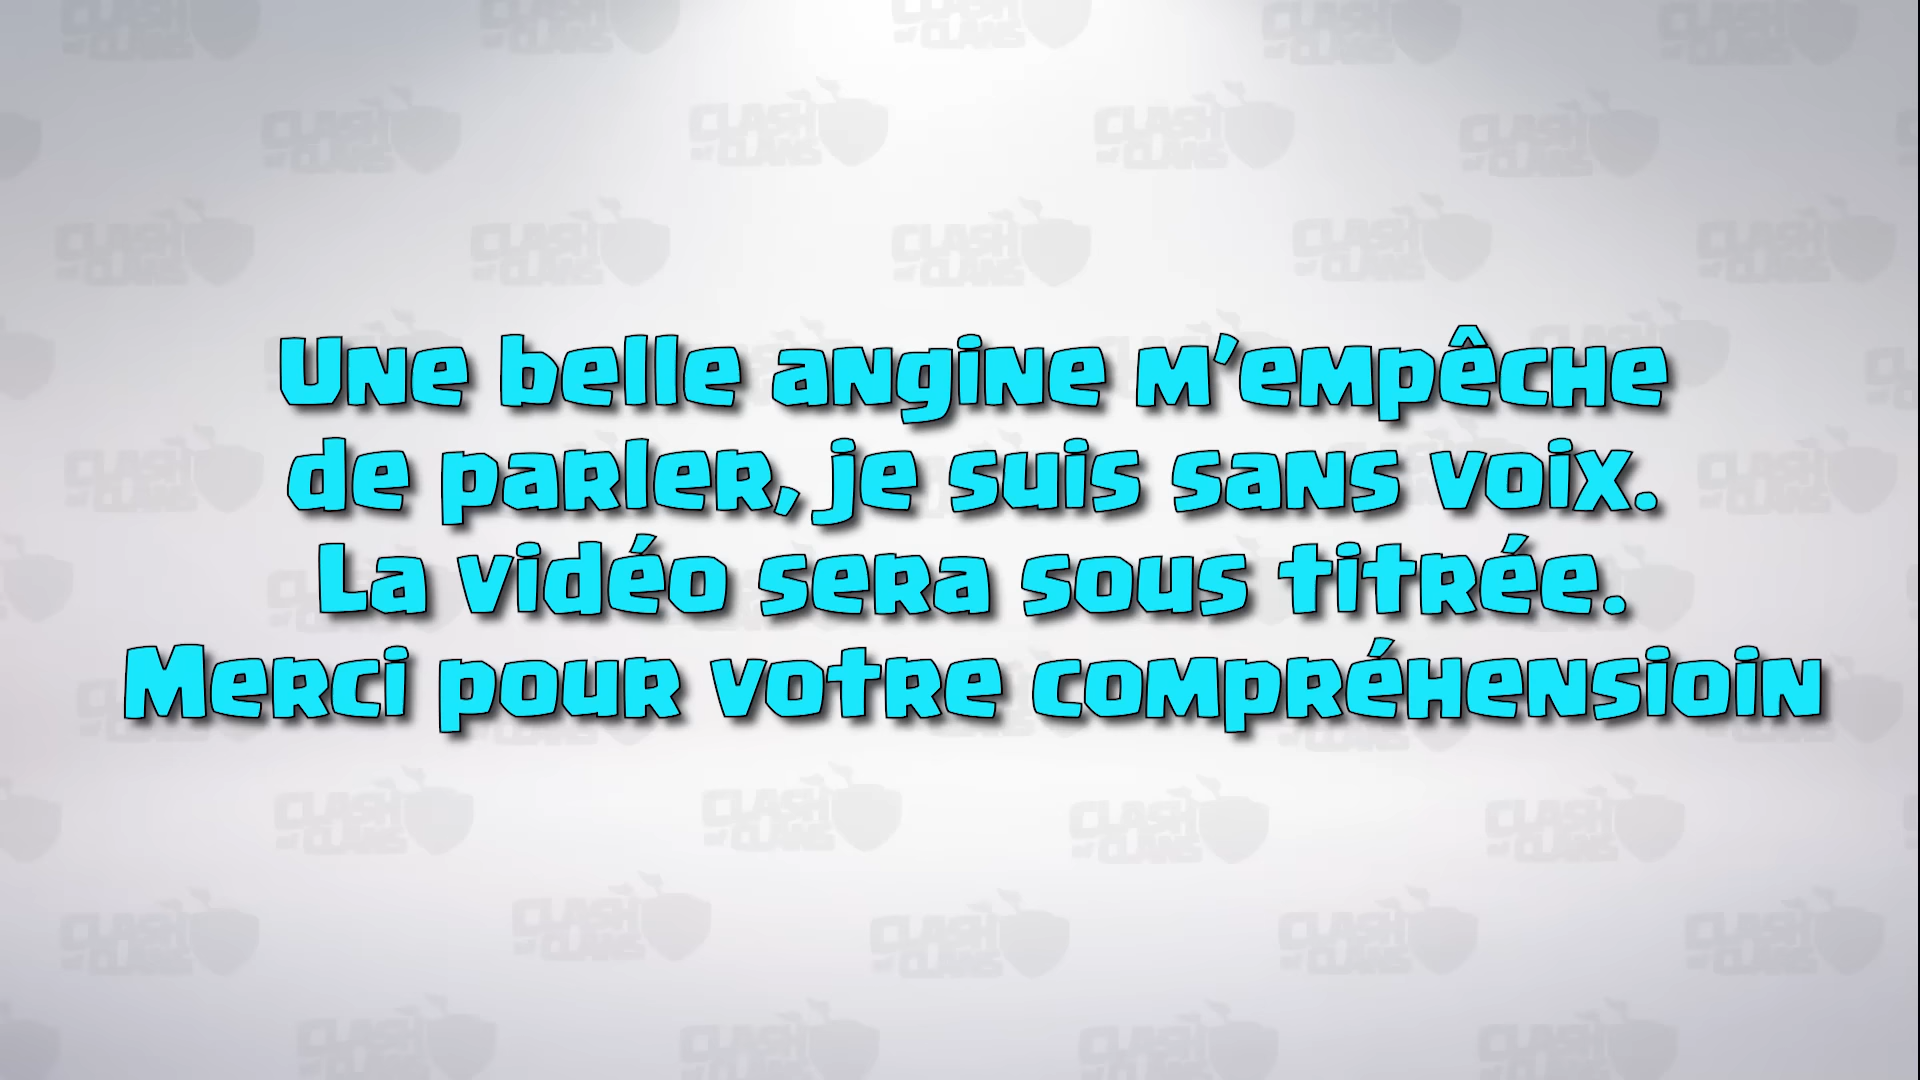 Une belle angine m'empêche
de parler, je suis sans voix.
La vidéo sera sous titrée.
Merci pour votre compréhensioin